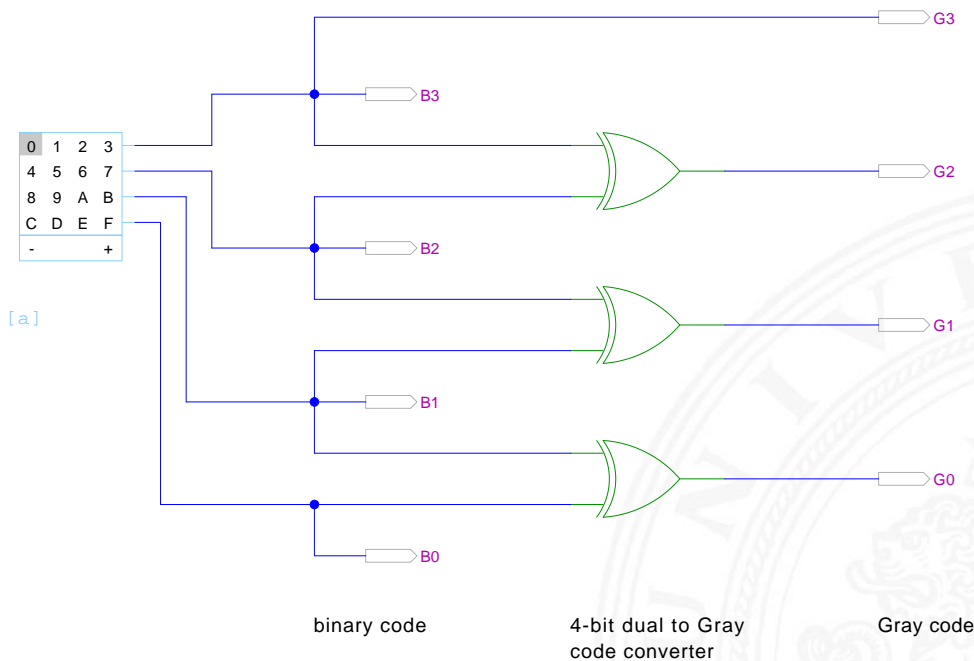 G3
B3
0 1 2 3
4 5 6 7
8 9 A B
C D E F
- +
G2
B2
[a]
G1
B1
G0
B0
binary code
4-bit dual to Gray
code converter
Gray code
UNIVE